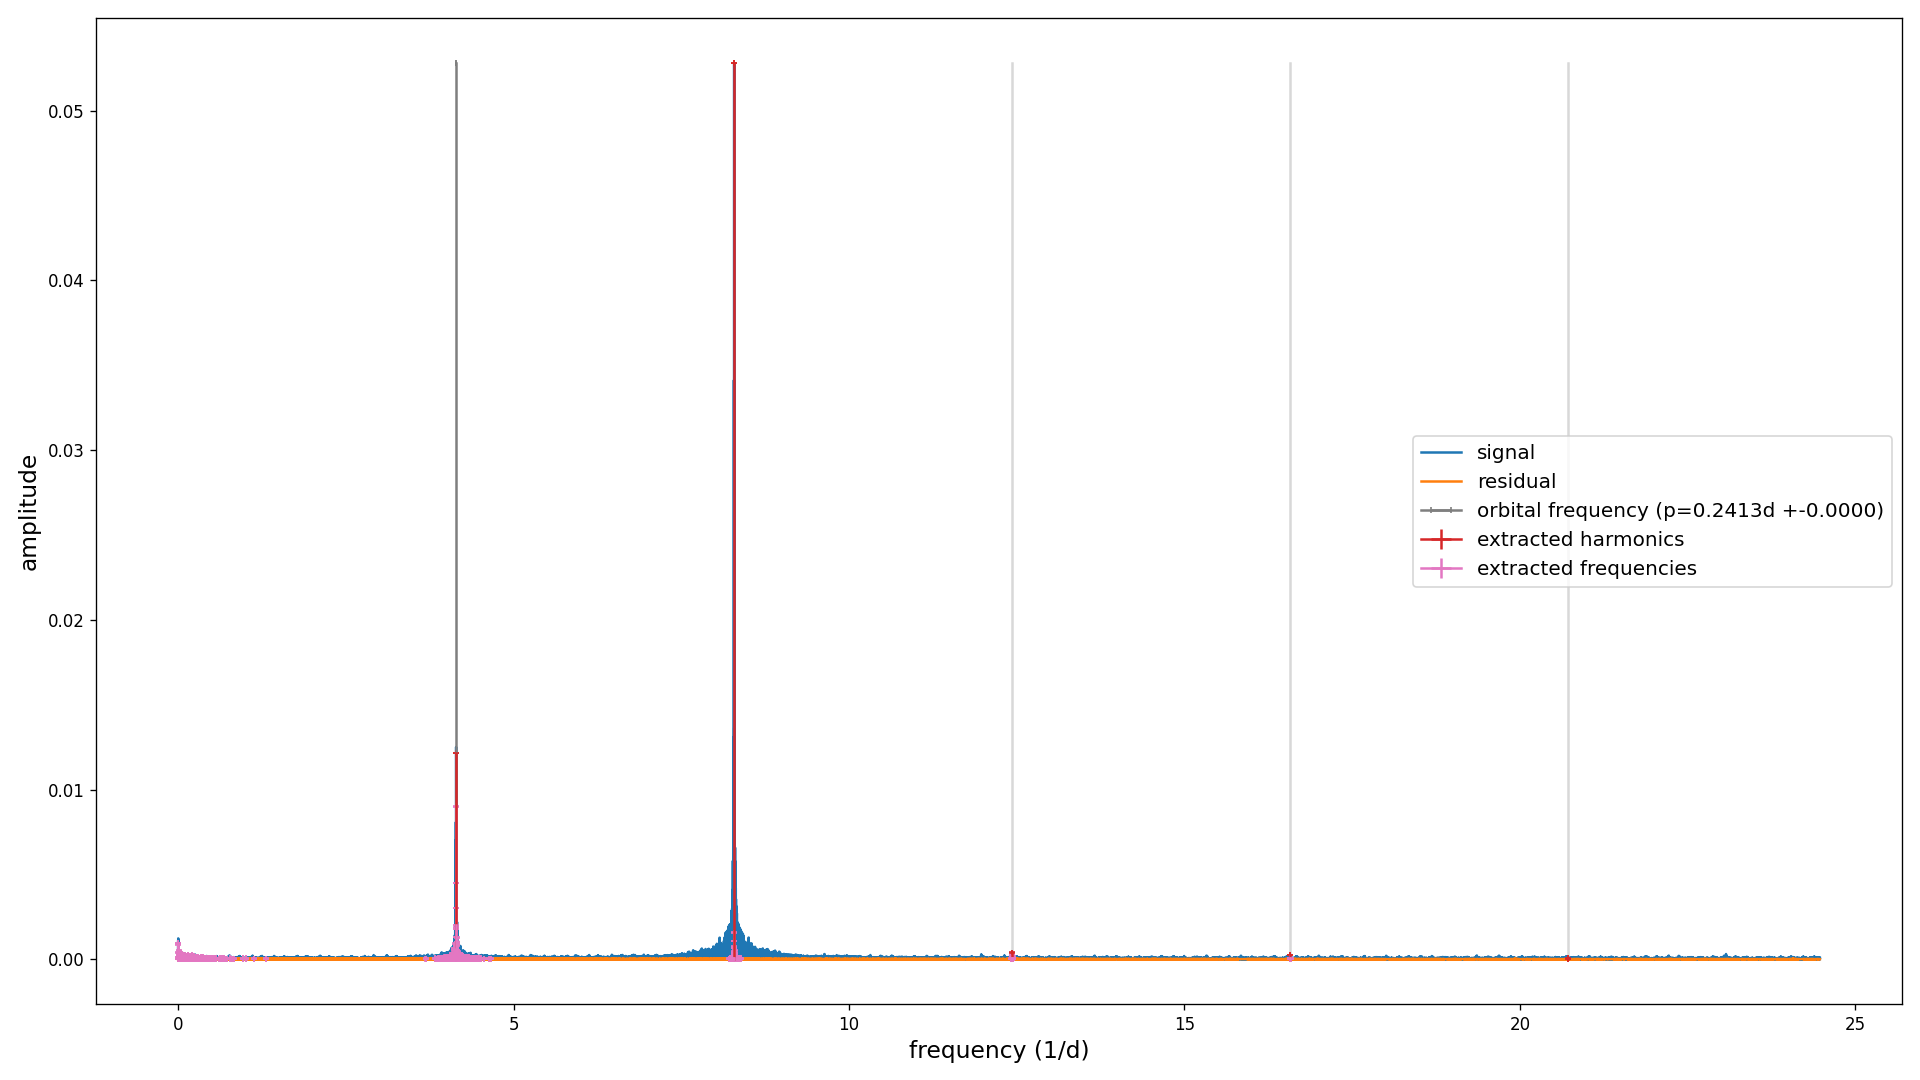 0.05
0.04
0.03
0.02
0.01
0.00
amplitude
signal
residual
orbital frequency (p=0.2413d +-0.0000)
extracted harmonics
extracted frequencies
0 5 10 15 20 25
frequency (1/d)